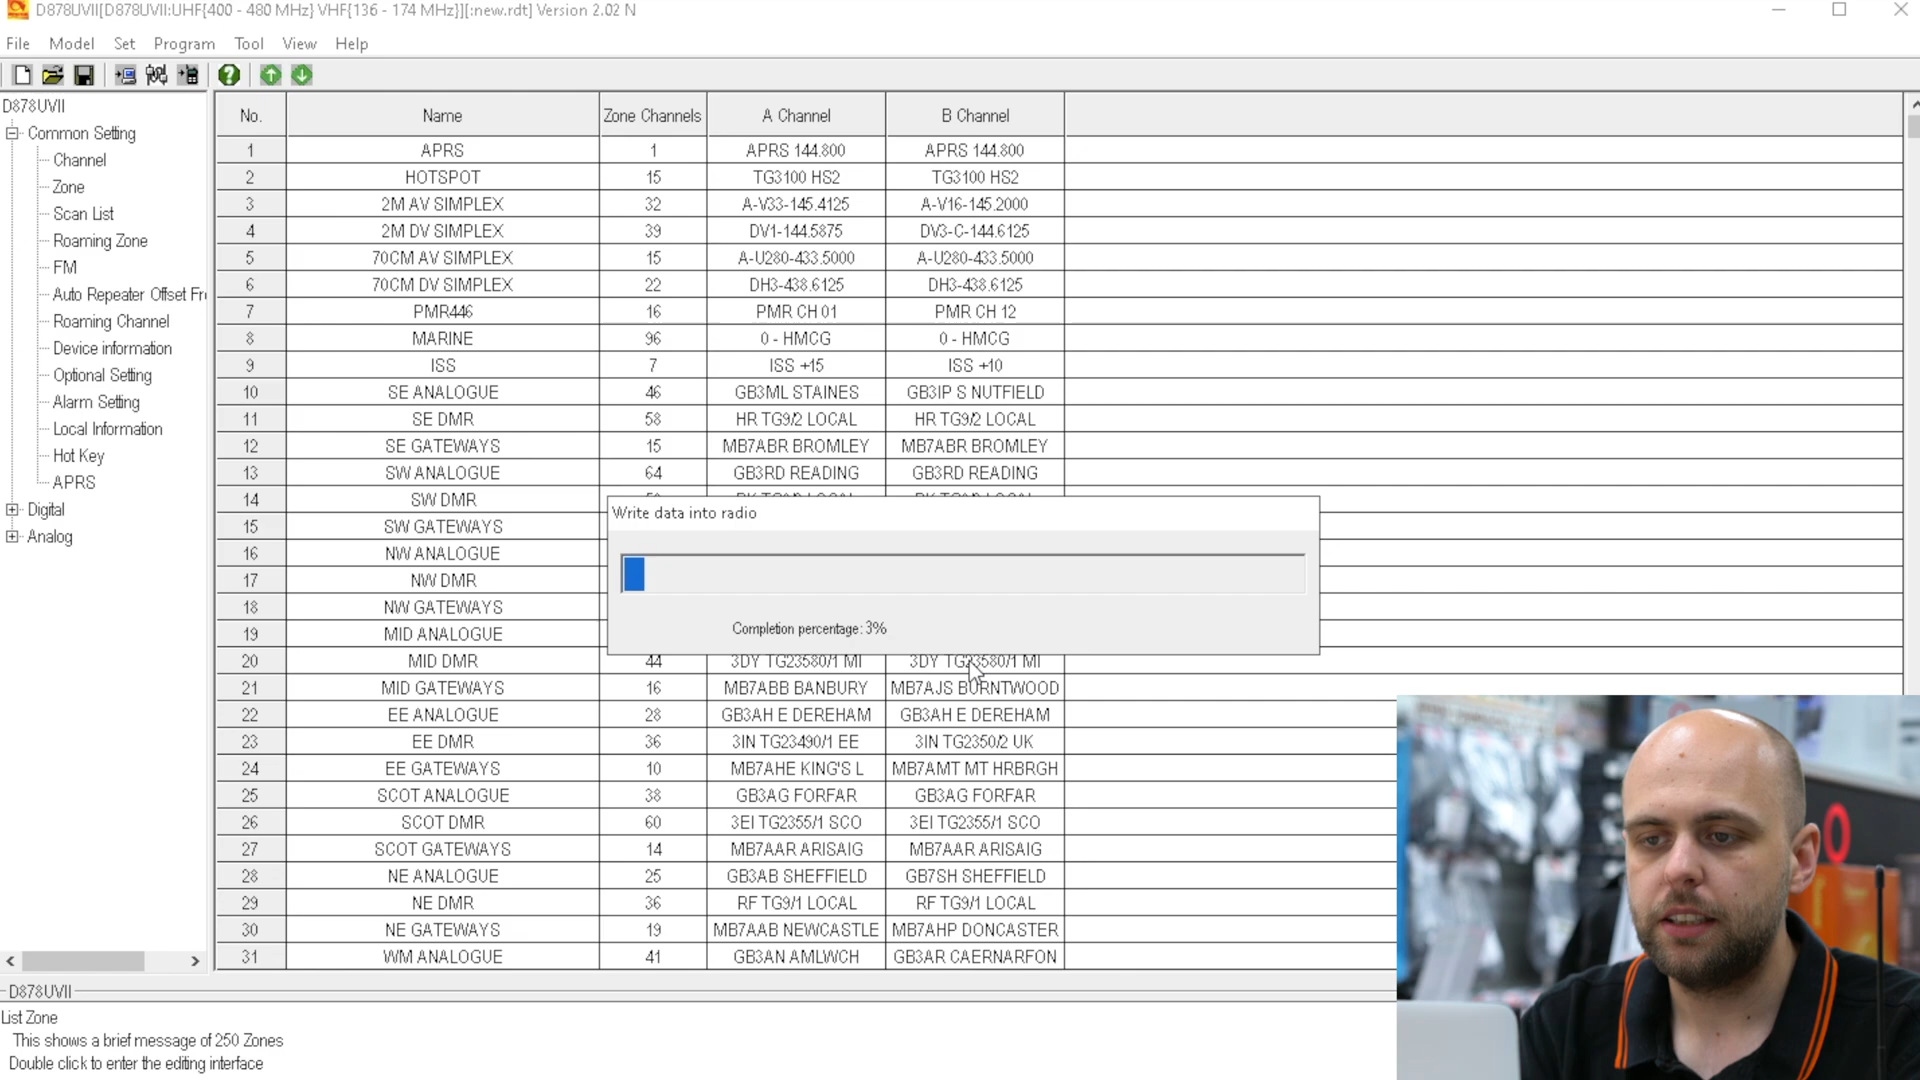 D878UVII[D878UVII:UHF{400 - 480 MHz} VHF{136 - 174 MHz}][:new.rdt] Version 2.02 N
File Model Set Program Tool View Help
D878UVII
Common Setting
Channel
Zone
Scan List
Roaming Zone
FM
Auto Repeater Offset Fr
Roaming Channel
Device information
Optional Setting
Alarm Setting
Local Information
Hot Key
APRS
Digital
Analog
No. Name Zone Channels A Channel B Channel
1 APRS 1 APRS 144.800 APRS 144.800
2 HOTSPOT 15 TG3100 HS2 TG3100 HS2
3 2M AV SIMPLEX 32 A-V33-145.4125 A-V16-145.2000
4 2M DV SIMPLEX 39 DV1-144.5875 DV3-C-144.6125
5 70CM AV SIMPLEX 15 A-U280-433.5000 A-U280-433.5000
6 70CM DV SIMPLEX 22 DH3-438.6125 DH3-438.6125
7 PMR446 16 PMR CH 01 PMR CH 12
8 MARINE 96 0 - HMCG 0 - HMCG
9 ISS 7 ISS +15 ISS +10
10 SE ANALOGUE 46 GB3ML STAINES GB3IP S NUTFIELD
11 SE DMR 58 HR TG9/2 LOCAL HR TG9/2 LOCAL
12 SE GATEWAYS 15 MB7ABR BROMLEY MB7ABR BROMLEY
13 SW ANALOGUE 64 GB3RD READING GB3RD READING
14 SW DMR
15 SW GATEWAYS
16 NW ANALOGUE
17 NW DMR
18 NW GATEWAYS
19 MID ANALOGUE
20 MID DMR 44 3DY TG23580/1 MI 3DY TG23580/1 MI
21 MID GATEWAYS 16 MB7ABB BANBURY MB7AJS BURNTWOOD
22 EE ANALOGUE 28 GB3AH E DEREHAM GB3AH E DEREHAM
23 EE DMR 36 3IN TG23490/1 EE 3IN TG2350/2 UK
24 EE GATEWAYS 10 MB7AHE KING'S L MB7AMT MT HRBRGH
25 SCOT ANALOGUE 38 GB3AG FORFAR GB3AG FORFAR
26 SCOT DMR 60 3EI TG2355/1 SCO 3EI TG2355/1 SCO
27 SCOT GATEWAYS 14 MB7AAR ARISAIG MB7AAR ARISAIG
28 NE ANALOGUE 25 GB3AB SHEFFIELD GB7SH SHEFFIELD
29 NE DMR 36 RF TG9/1 LOCAL RF TG9/1 LOCAL
30 NE GATEWAYS 19 MB7AAB NEWCASTLE MB7AHP DONCASTER
31 WM ANALOGUE 41 GB3AN AMLWCH GB3AR CAERNARFON
Write data into radio
Completion percentage: 3%
D878UVII
List Zone
This shows a brief message of 250 Zones
Double click to enter the editing interface